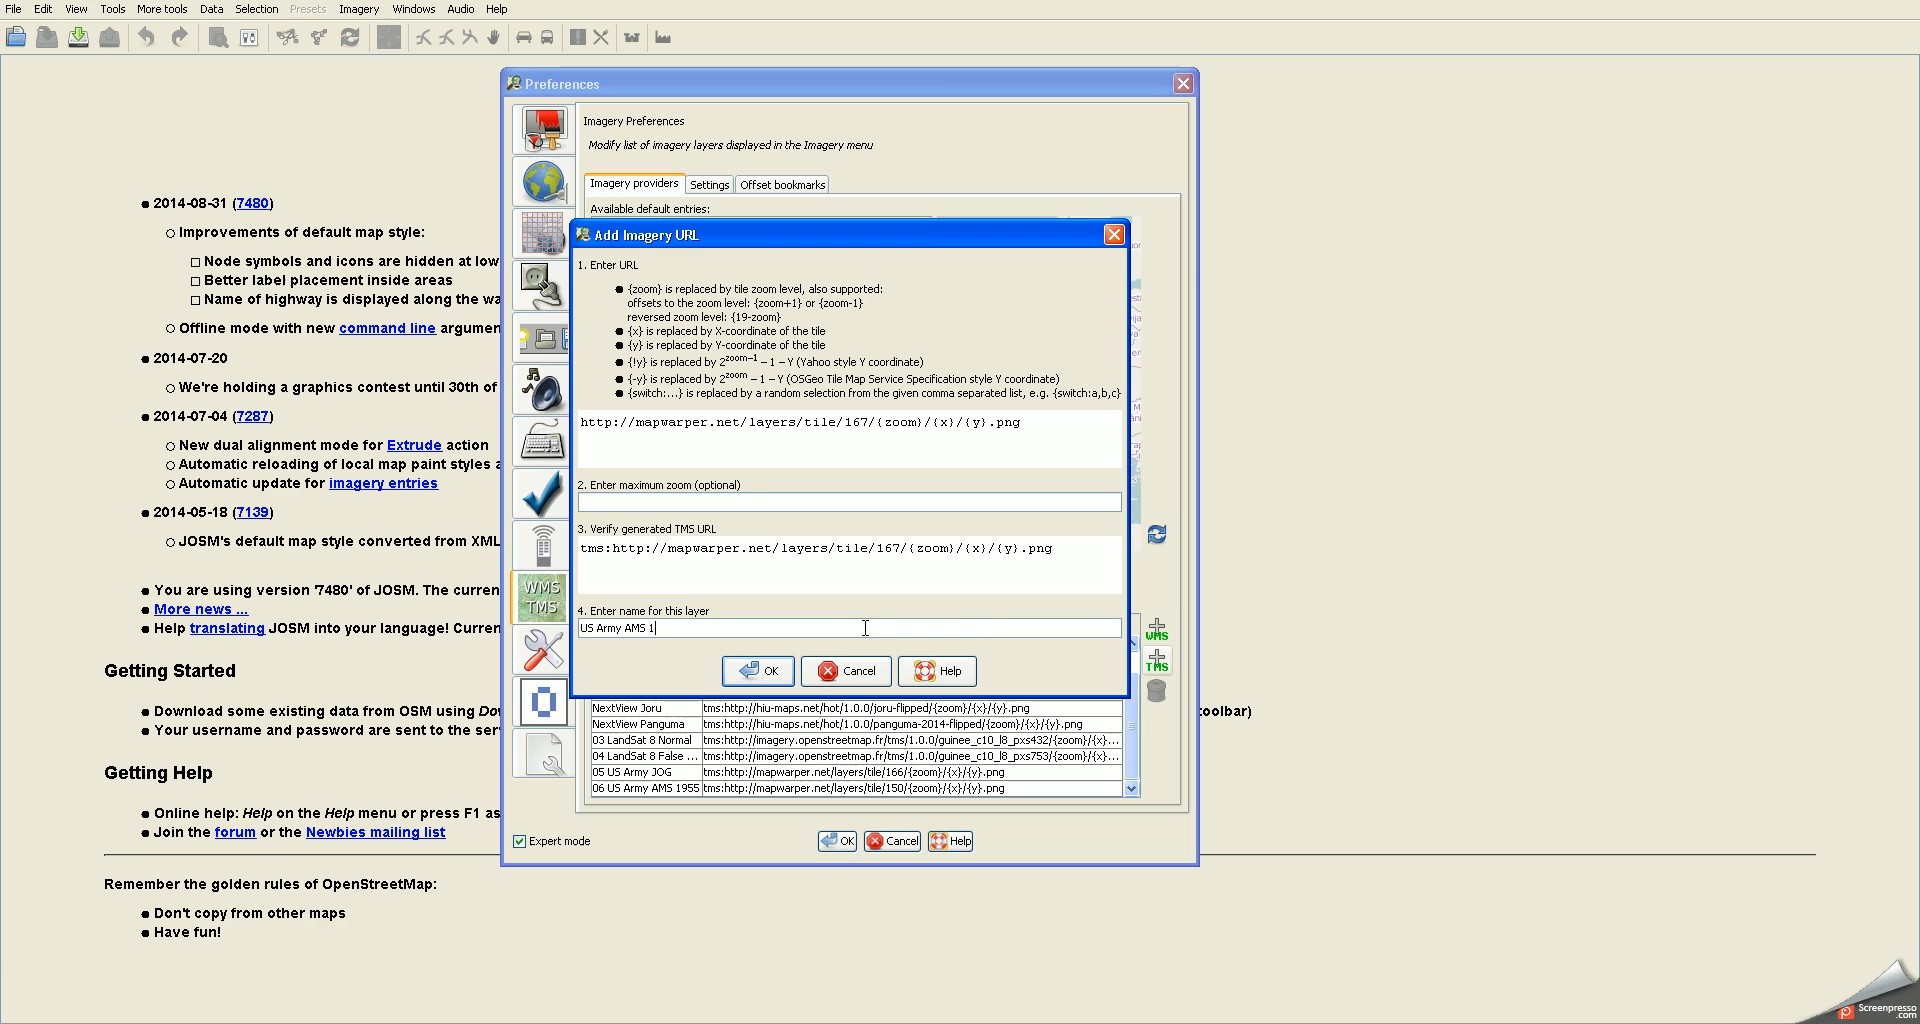 File Edit View Tools More tools Data Selection Presets Imagery Windows Audio Help
Preferences
Imagery Preferences
Modify list of imagery layers displayed in the Imagery menu
Imagery providers Settings Offset bookmarks
Available default entries:
Add Imagery URL
1. Enter URL
{zoom} is replaced by tile zoom level, also supported:
offsets to the zoom level: {zoom+1} or {zoom-1}
reversed zoom level: {19-zoom}
{x} is replaced by X-coordinate of the tile
{y} is replaced by Y-coordinate of the tile
{!y} is replaced by 2zoom−1 − 1 − Y (Yahoo style Y coordinate)
{-y} is replaced by 2zoom − 1 − Y (OSGeo Tile Map Service Specification style Y coordinate)
{switch:...} is replaced by a random selection from the given comma separated list, e.g. {switch:a,b,c}
http://mapwarper.net/layers/tile/167/{zoom}/{x}/{y}.png
2. Enter maximum zoom (optional)
3. Verify generated TMS URL
tms:http://mapwarper.net/layers/tile/167/{zoom}/{x}/{y}.png
4. Enter name for this layer
US Army AMS 1
OK Cancel Help
WMS
TMS
WMS
TMS
NextView Joru tms:http://hiu-maps.net/hot/1.0.0/joru-flipped/{zoom}/{x}/{y}.png
NextView Panguma tms:http://hiu-maps.net/hot/1.0.0/panguma-2014-flipped/{zoom}/{x}/{y}.png
03 LandSat 8 Normal tms:http://imagery.openstreetmap.fr/tms/1.0.0/guinee_c10_l8_pxs432/{zoom}/{x}...
04 LandSat 8 False ... tms:http://imagery.openstreetmap.fr/tms/1.0.0/guinee_c10_l8_pxs753/{zoom}/{x}...
05 US Army JOG tms:http://mapwarper.net/layers/tile/166/{zoom}/{x}/{y}.png
06 US Army AMS 1955 tms:http://mapwarper.net/layers/tile/150/{zoom}/{x}/{y}.png
Expert mode OK Cancel Help
2014-08-31 (7480)
Improvements of default map style:
Node symbols and icons are hidden at low
Better label placement inside areas
Name of highway is displayed along the wa
Offline mode with new command line argumen
2014-07-20
We're holding a graphics contest until 30th of
2014-07-04 (7287)
New dual alignment mode for Extrude action
Automatic reloading of local map paint styles a
Automatic update for imagery entries
2014-05-18 (7139)
JOSM's default map style converted from XML
You are using version '7480' of JOSM. The curren
More news ...
Help translating JOSM into your language! Curren
Getting Started
Download some existing data from OSM using Dow toolbar)
Your username and password are sent to the ser
Getting Help
Online help: Help on the Help menu or press F1 as
Join the forum or the Newbies mailing list
Remember the golden rules of OpenStreetMap:
Don't copy from other maps
Have fun!
Screenpresso
.com